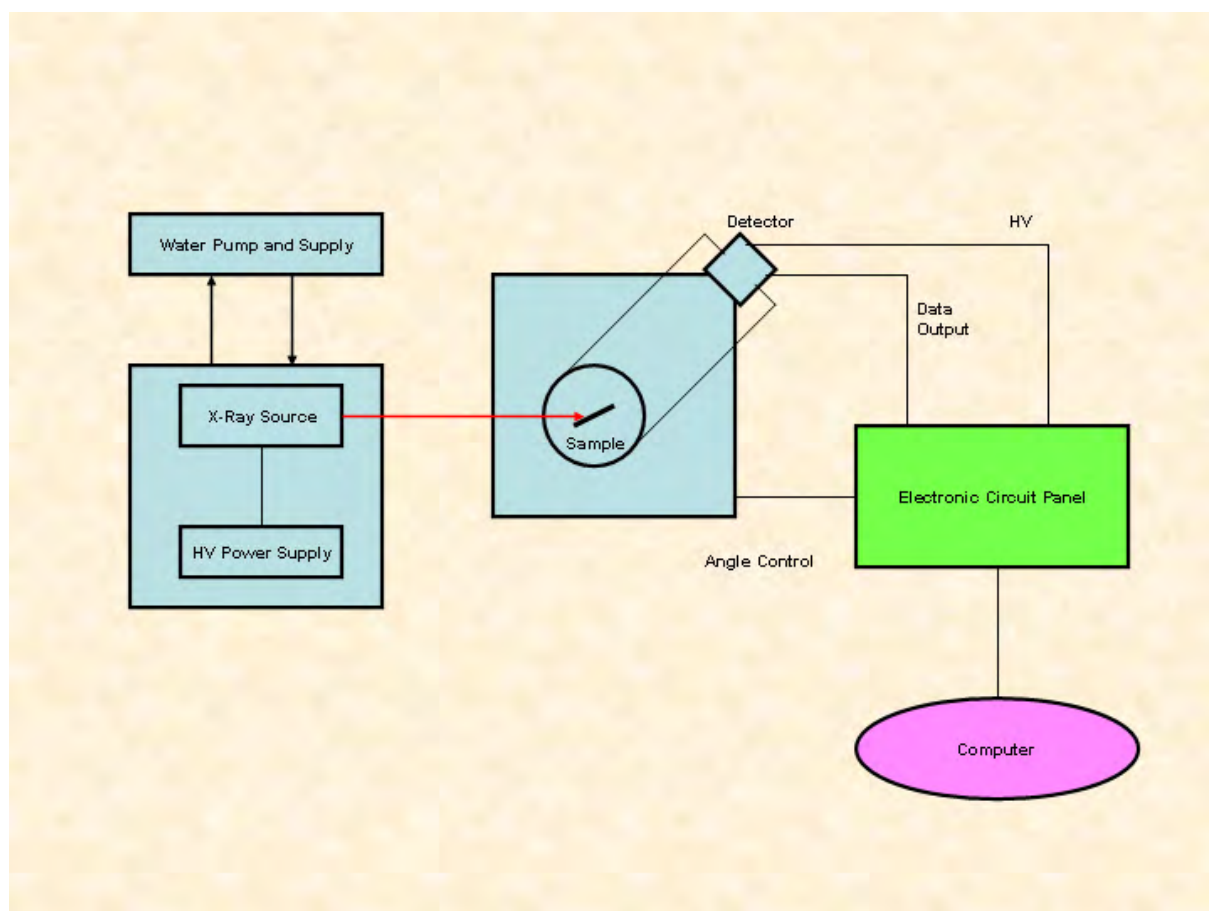 Water Pump and Supply
X-Ray Source
HV Power Supply
Sample
Detector
HV
Data
Output
Electronic Circuit Panel
Angle Control
Computer